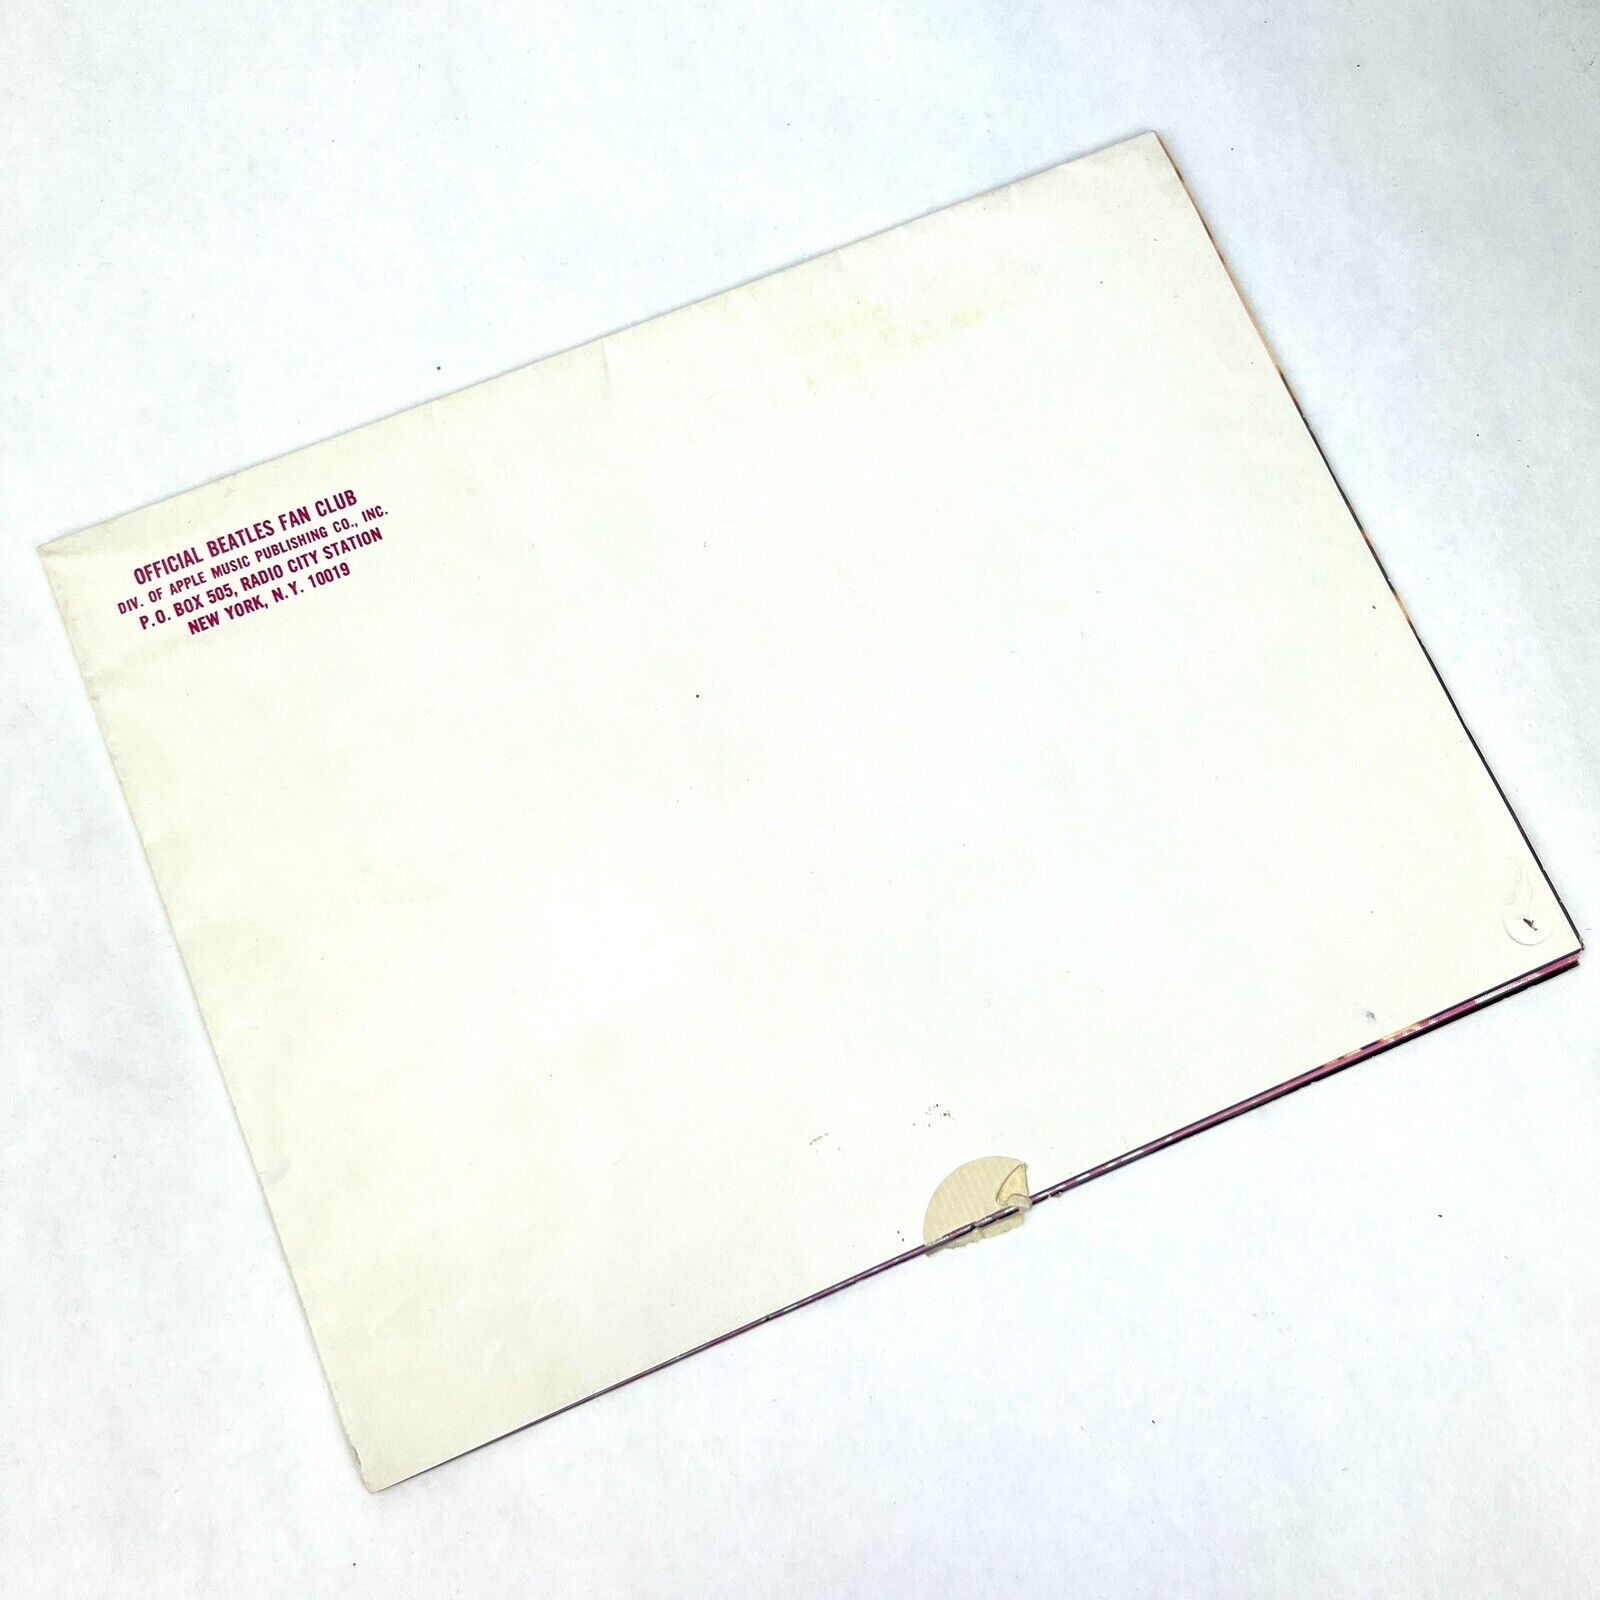 OFFICIAL BEATLES FAN CLUB
DIV. OF APPLE MUSIC PUBLISHING CO., INC.
P.O. BOX 505, RADIO CITY STATION
NEW YORK, N.Y. 10019